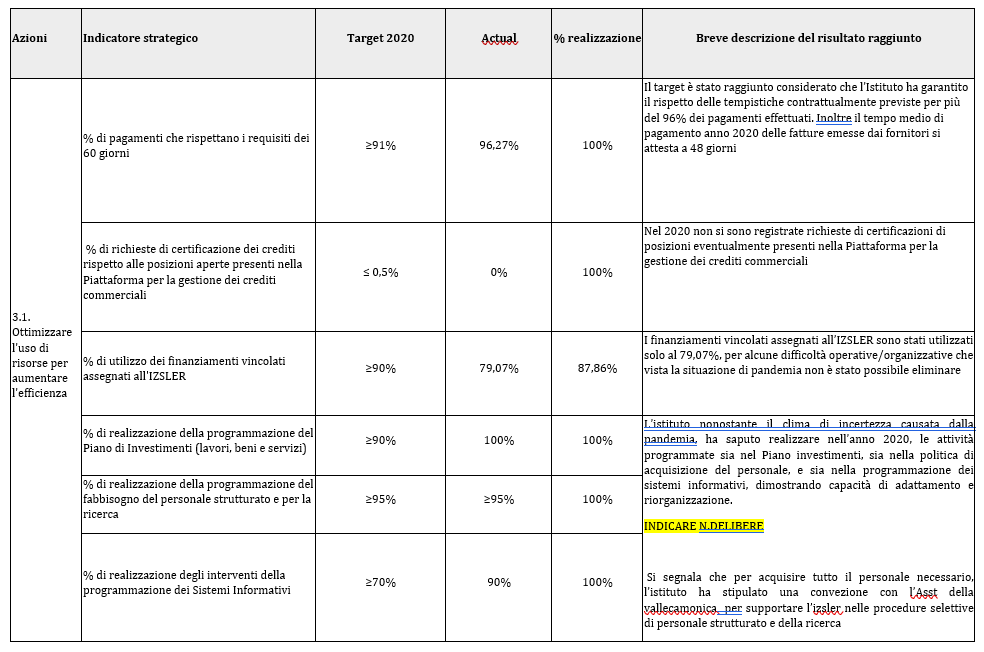 Azioni
Indicatore strategico
Target 2020
Actual
% realizzazione
Breve descrizione del risultato raggiunto
3.1.
Ottimizzare
l'uso di
risorse per
aumentare
l'efficienza
% di pagamenti che rispettano i requisiti dei
60 giorni
≥91%
96,27%
100%
Il target è stato raggiunto considerato che l'Istituto ha garantito
il rispetto delle tempistiche contrattualmente previste per più
del 96% dei pagamenti effettuati. Inoltre il tempo medio di
pagamento anno 2020 delle fatture emesse dai fornitori si
attesta a 48 giorni
% di richieste di certificazione dei crediti
rispetto alle posizioni aperte presenti nella
Piattaforma per la gestione dei crediti
commerciali
≤ 0,5%
0%
100%
Nel 2020 non si sono registrate richieste di certificazioni di
posizioni eventualmente presenti nella Piattaforma per la
gestione dei crediti commerciali
% di utilizzo dei finanziamenti vincolati
assegnati all'IZSLER
≥90%
79,07%
87,86%
I finanziamenti vincolati assegnati all'IZSLER sono stati utilizzati
solo al 79,07%, per alcune difficoltà operative/organizzative che
vista la situazione di pandemia non è stato possibile eliminare
% di realizzazione della programmazione del
Piano di Investimenti (lavori, beni e servizi)
≥90%
100%
100%
L'istituto nonostante il clima di incertezza causata dalla
pandemia, ha saputo realizzare nell'anno 2020, le attività
programmate sia nel Piano investimenti, sia nella politica di
acquisizione del personale, e sia nella programmazione dei
sistemi informativi, dimostrando capacità di adattamento e
riorganizzazione.
INDICARE N.DELIBERE
Si segnala che per acquisire tutto il personale necessario,
l'istituto ha stipulato una convezione con l'Asst della
vallecamonica, per supportare l'izsler nelle procedure selettive
di personale strutturato e della ricerca
% di realizzazione della programmazione del
fabbisogno del personale strutturato e per la
ricerca
≥95%
≥95%
100%
% di realizzazione degli interventi della
programmazione dei Sistemi Informativi
≥70%
90%
100%